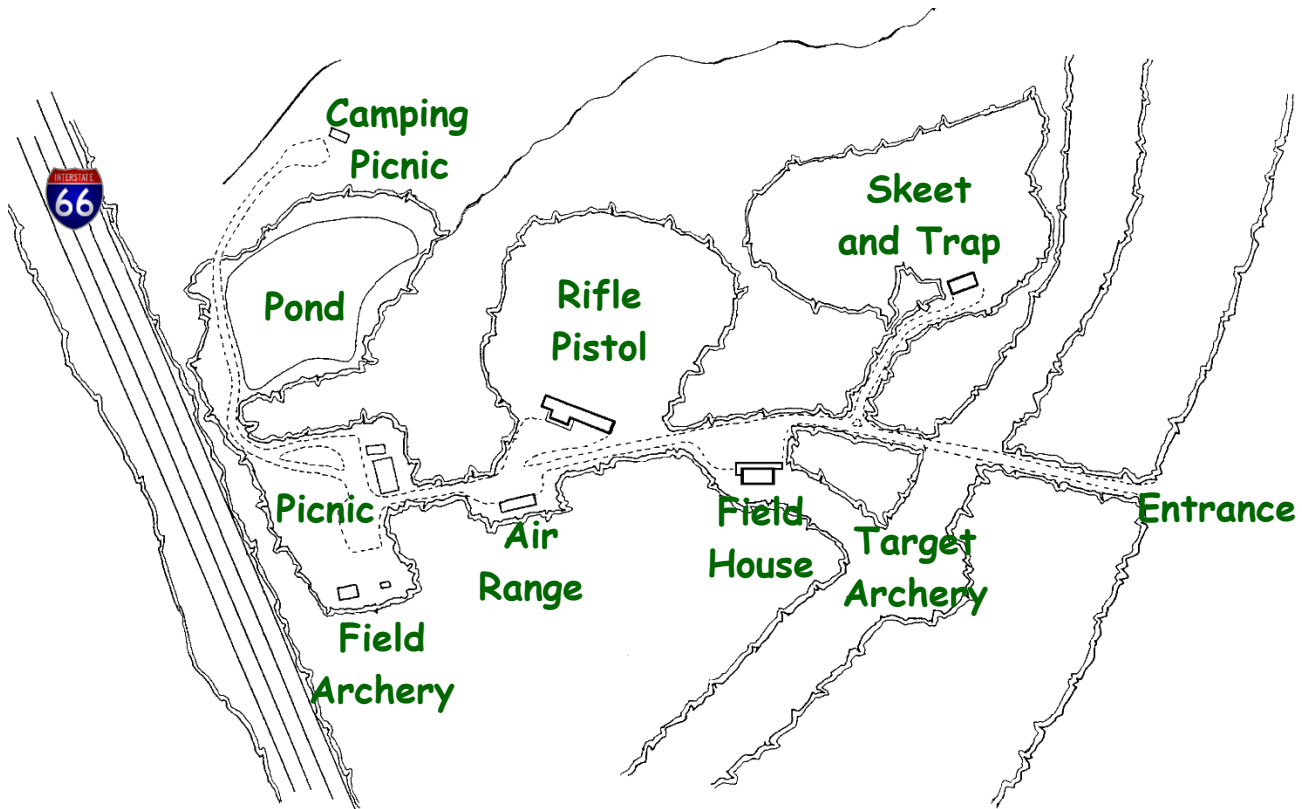 Camping
Picnic
INTERSTATE
66
Skeet
and Trap
Pond
Rifle
Pistol
Picnic
Air
Range
Field
House
Target
Archery
Entrance
Field
Archery